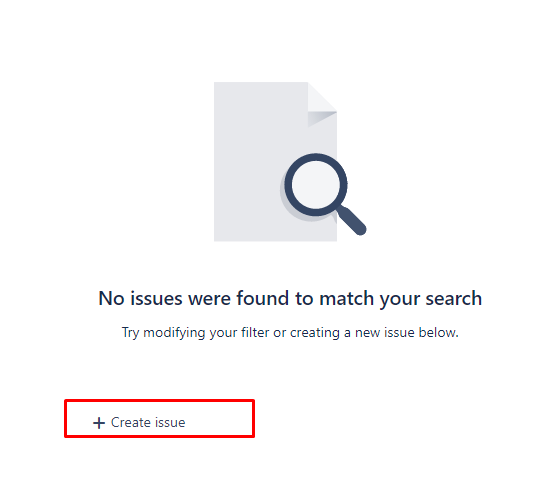 No issues were found to match your search
Try modifying your filter or creating a new issue below.
+ Create issue